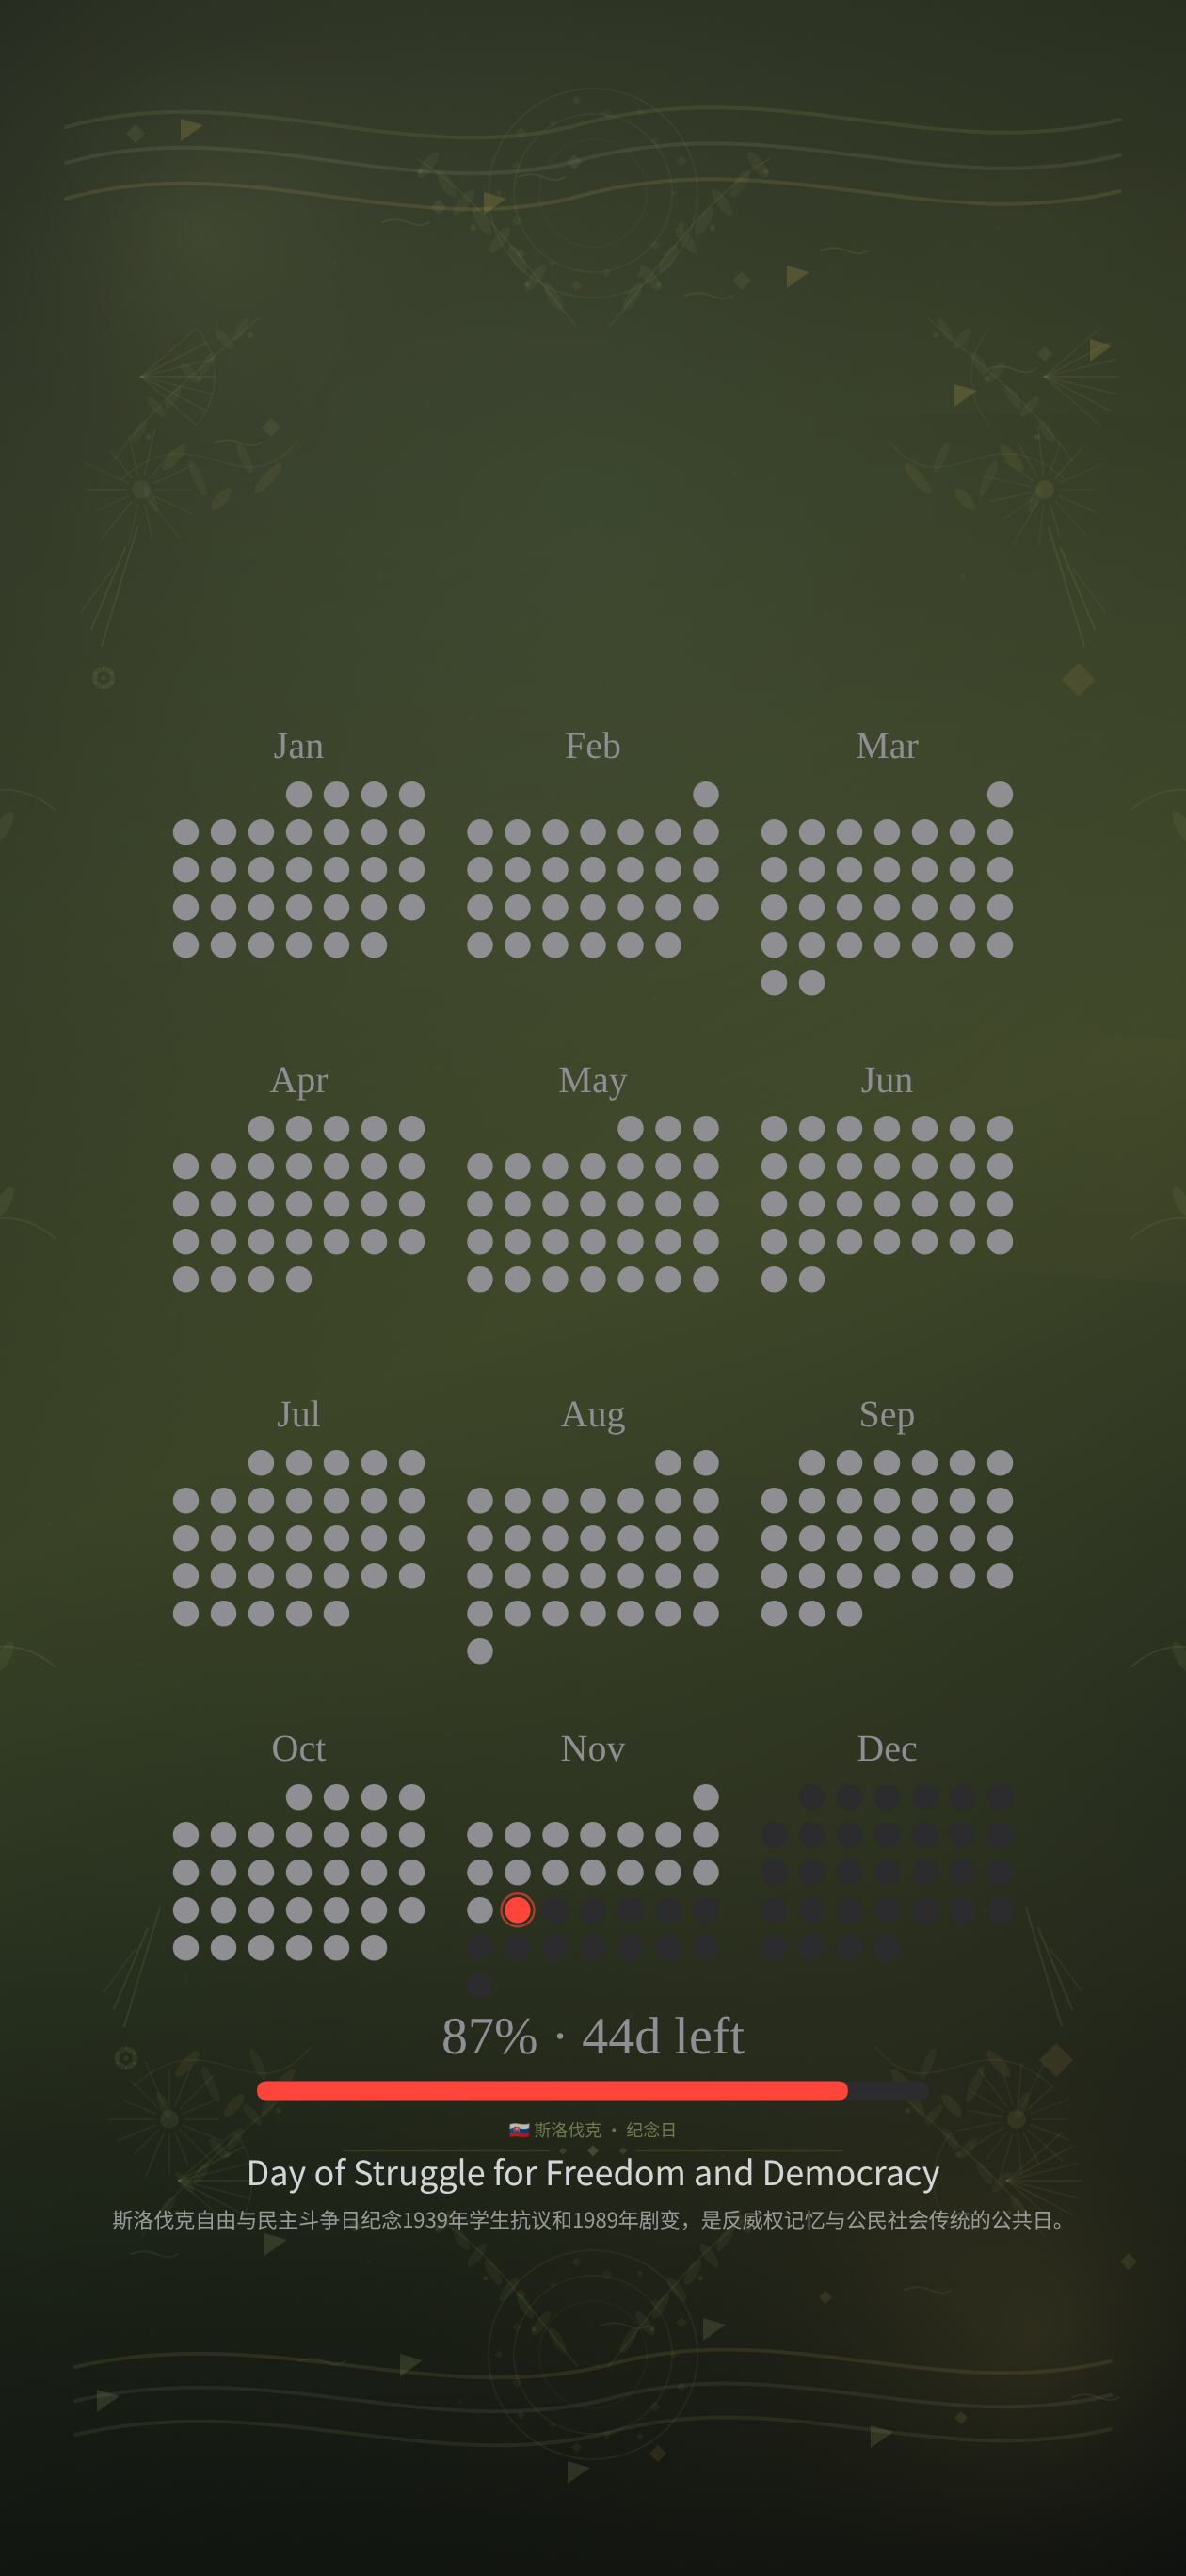 Jan Feb Mar
Apr May Jun
Jul Aug Sep
Oct Nov Dec
87% · 44d left
🇸🇰 斯洛伐克 · 纪念日
Day of Struggle for Freedom and Democracy
斯洛伐克自由与民主斗争日纪念1939年学生抗议和1989年剧变，是反威权记忆与公民社会传统的公共日。